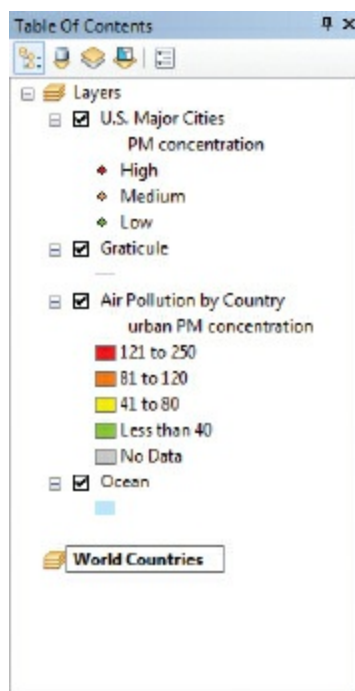 Table Of Contents
Layers
U.S. Major Cities
PM concentration
High
Medium
Low
Graticule
Air Pollution by Country
urban PM concentration
121 to 250
81 to 120
41 to 80
Less than 40
No Data
Ocean
World Countries